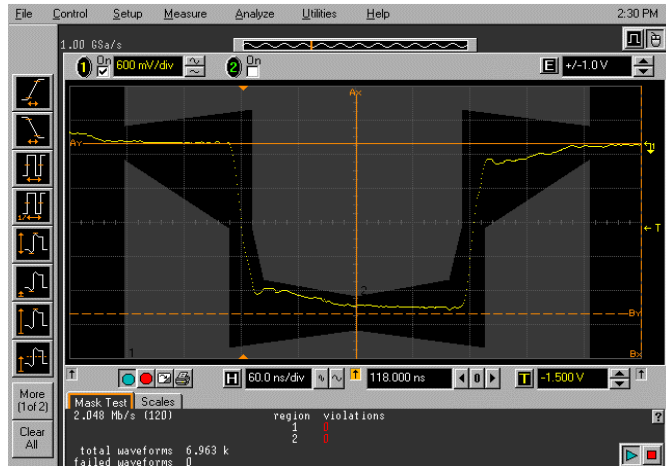 File Control Setup Measure Analyze Utilities Help 2:30 PM
1.00 GSa/s
1 On 600 mV/div 2 On E +/-1.0 V
Ax
Ay
T
2
By
1
Bx
More
(1of 2)
Clear
All
H 60.0 ns/div 118.000 ns 0 T -1.500 V
Mask Test Scales
2.048 Mb/s (120) region violations
1 0
2 0
total waveforms 6.963 k
failed waveforms 0
?